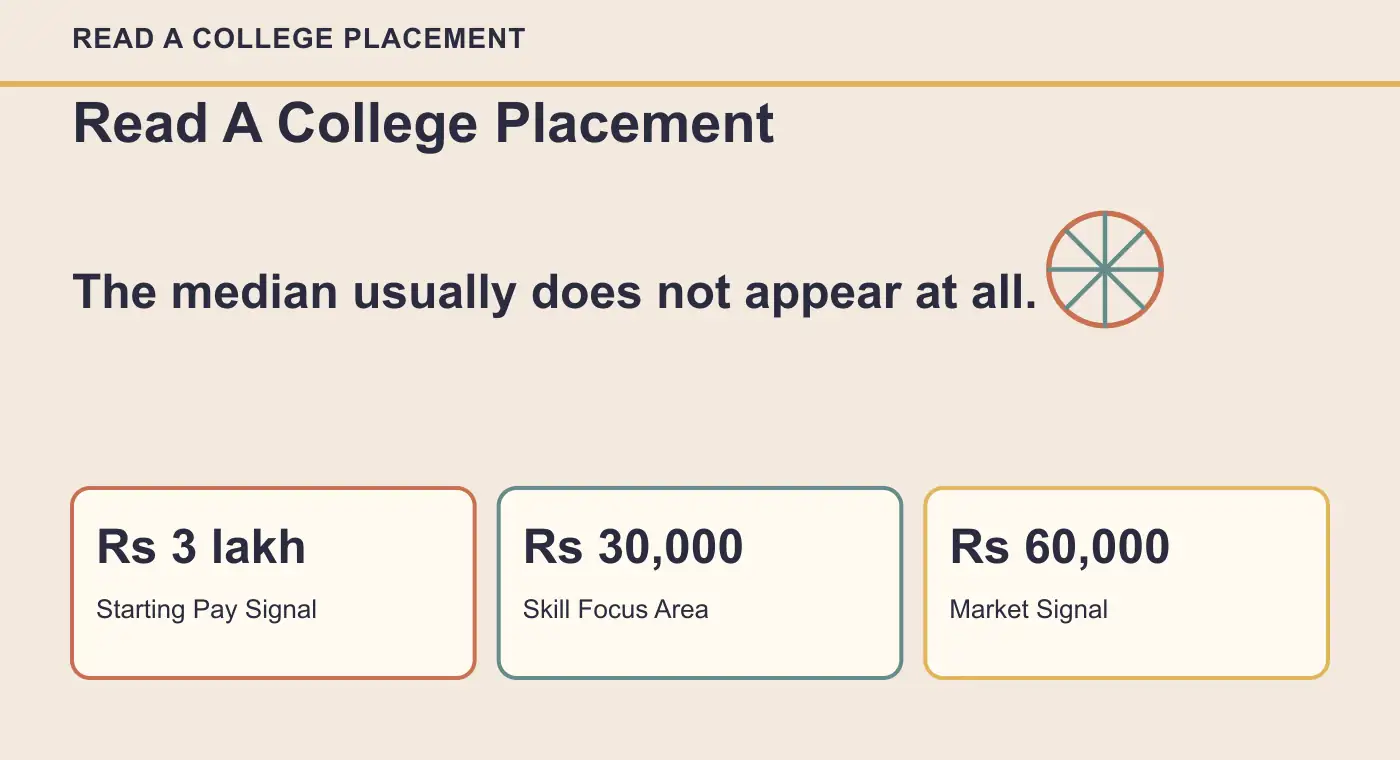 READ A COLLEGE PLACEMENT
Read A College Placement
The median usually does not appear at all.
Rs 3 lakh
Starting Pay Signal
Rs 30,000
Skill Focus Area
Rs 60,000
Market Signal